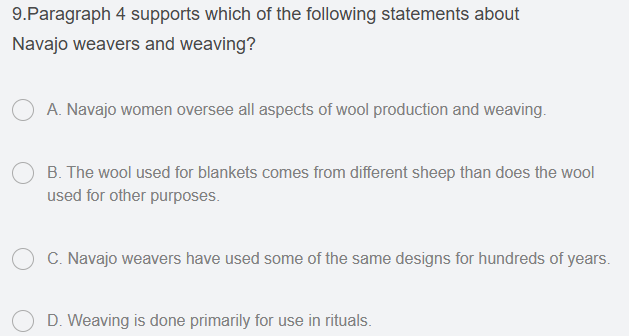 9.Paragraph 4 supports which of the following statements about
Navajo weavers and weaving?
A. Navajo women oversee all aspects of wool production and weaving.
B. The wool used for blankets comes from different sheep than does the wool
used for other purposes.
C. Navajo weavers have used some of the same designs for hundreds of years.
D. Weaving is done primarily for use in rituals.